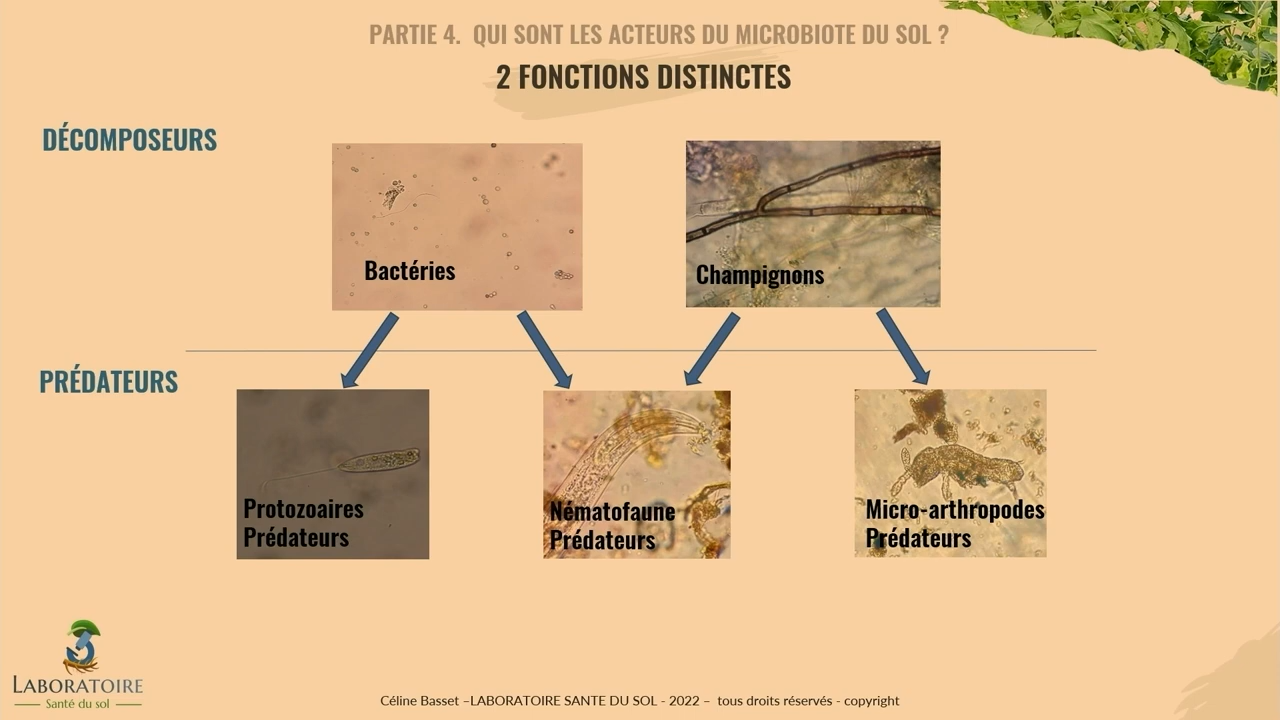 PARTIE 4. QUI SONT LES ACTEURS DU MICROBIOTE DU SOL ?
2 FONCTIONS DISTINCTES
DÉCOMPOSEURS
Bactéries
Champignons
PRÉDATEURS
Protozoaires
Prédateurs
Nématofaune
Prédateurs
Micro-arthropodes
Prédateurs
LABORATOIRE
Santé du sol
Céline Basset –LABORATOIRE SANTE DU SOL - 2022 – tous droits réservés - copyright